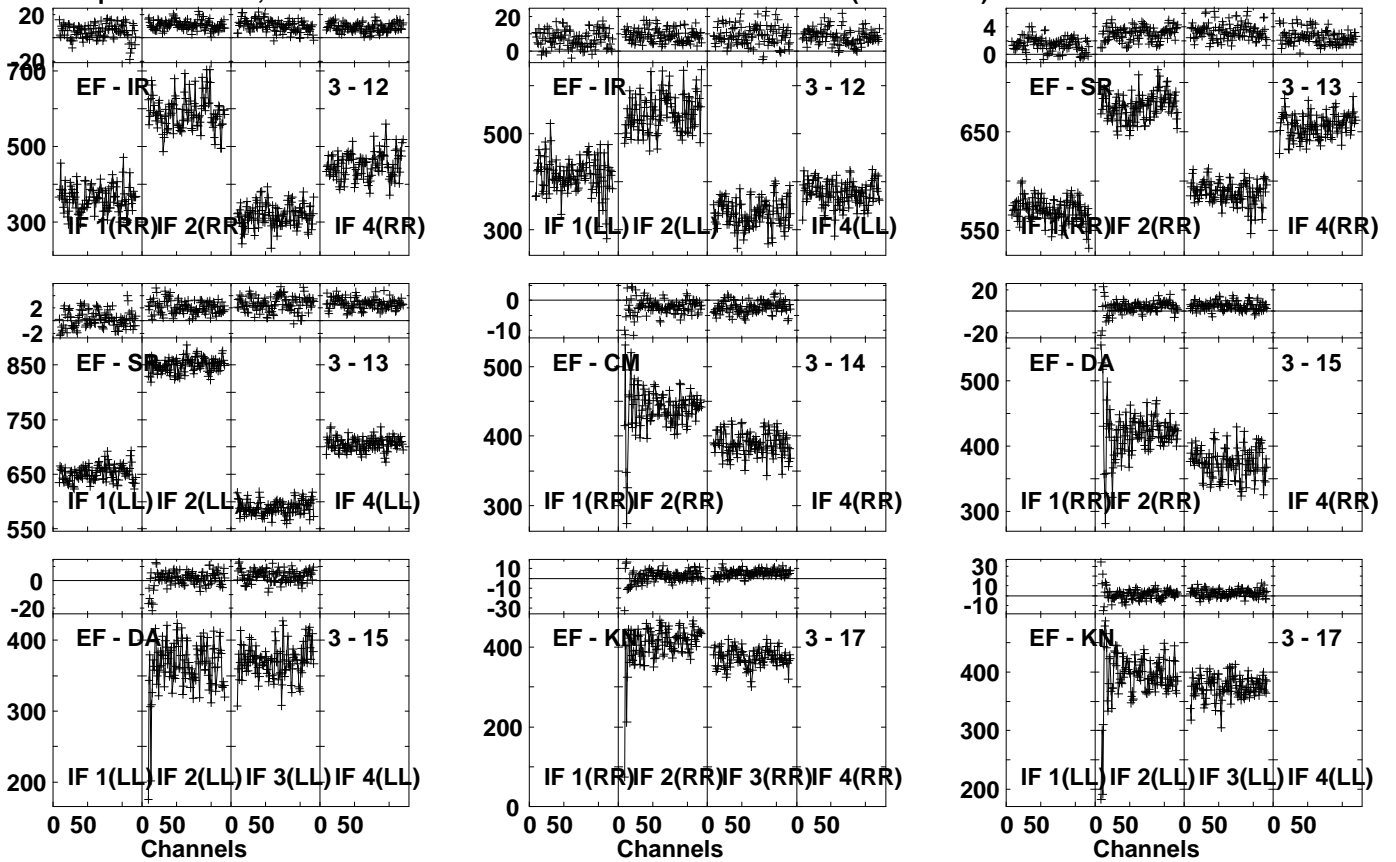 20 20 4
-20 0 0
700 EF - IR 3 - 12 EF - IR 3 - 12 EF - SR 3 - 13
500 500 650
300 IF 1(RR) IF 2(RR) IF 4(RR) 300 IF 1(LL) IF 2(LL) IF 4(LL) 550 IF 1(RR) IF 2(RR) IF 4(RR)
2 0 20
-2 -10 -20
850 EF - SR 3 - 13 500 EF - CM 3 - 14 500 EF - DA 3 - 15
750 400 400
650 IF 1(LL) IF 2(LL) IF 4(LL) 300 IF 1(RR) IF 2(RR) IF 4(RR) 300 IF 1(RR) IF 2(RR) IF 4(RR)
550
0 10 30
-20 -10 10
-30 -10
400 EF - DA 3 - 15 400 EF - KN 3 - 17 400 EF - KN 3 - 17
300 200 300
200 IF 1(LL) IF 2(LL) IF 3(LL) IF 4(LL) 0 IF 1(RR) IF 2(RR) IF 3(RR) IF 4(RR) 200 IF 1(LL) IF 2(LL) IF 3(LL) IF 4(LL)
0 50 0 50 0 50 0 50 0 50 0 50 0 50 0 50 0 50 0 50 0 50 0 50
Channels Channels Channels